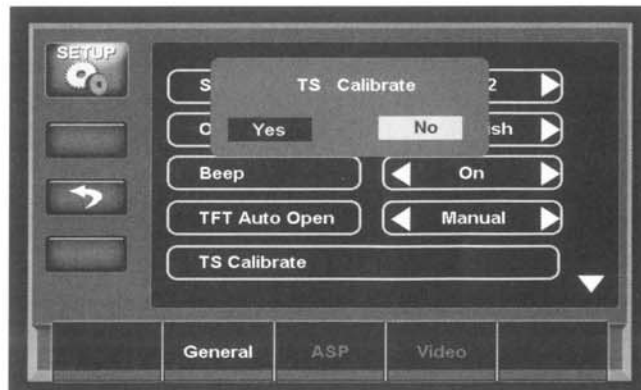 SETUP
TS Calibrate
Yes No
Beep On
TFT Auto Open Manual
TS Calibrate
General ASP Video